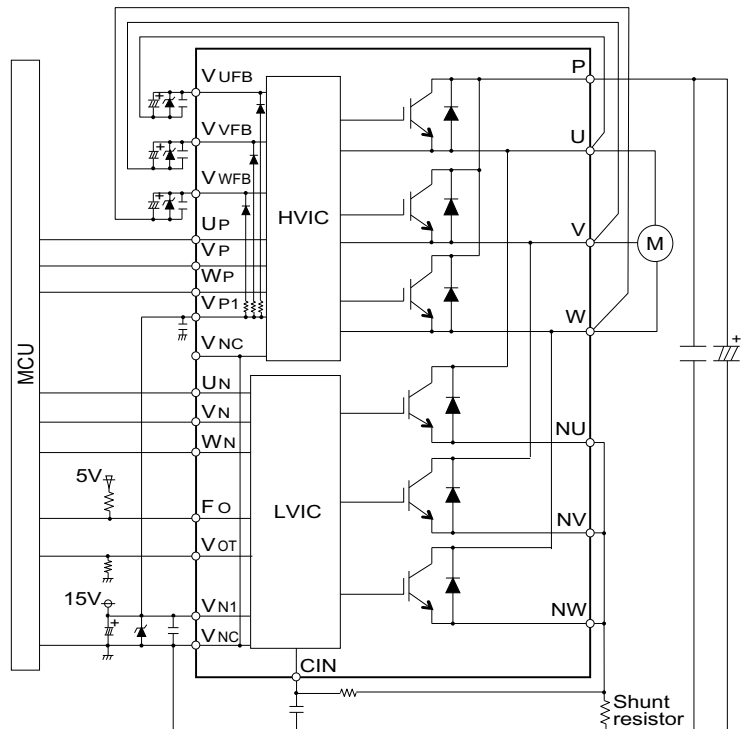 VUFB
P
VVFB
U
VWFB
HVIC
UP
VP
V
M
WP
VP1
W
MCU
VNC
UN
VN
NU
WN
5V
LVIC
FO
NV
VOT
15V
VN1
NW
VNC
CIN
Shunt
resistor